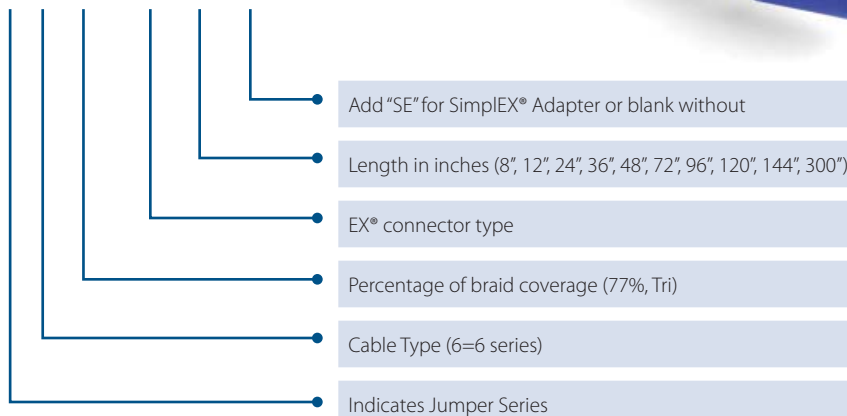 Add “SE” for SimplEX® Adapter or blank without
Length in inches (8”, 12”, 24”, 36”, 48”, 72”, 96”, 120”, 144”, 300”)
EX® connector type
Percentage of braid coverage (77%, Tri)
Cable Type (6=6 series)
Indicates Jumper Series